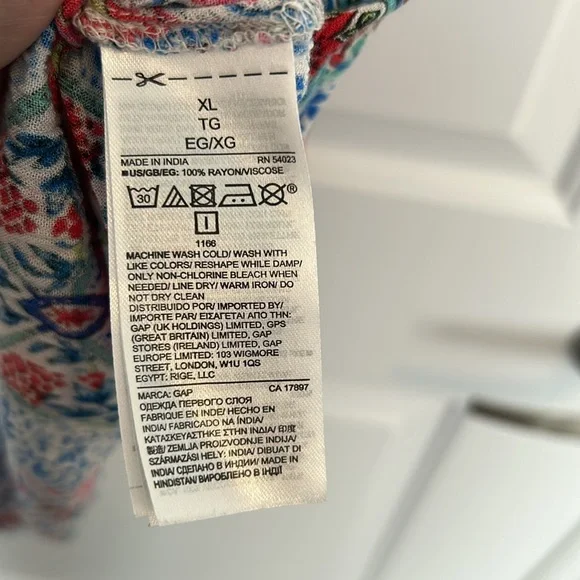 XL
TG
EG/XG
MADE IN INDIA RN 54023
■US/GB/EG: 100% RAYON/VISCOSE
30
®
I
1166
MACHINE WASH COLD/ WASH WITH
LIKE COLORS/ RESHAPE WHILE DAMP/
ONLY NON-CHLORINE BLEACH WHEN
NEEDED/ LINE DRY/ WARM IRON/ DO
NOT DRY CLEAN
DISTRIBUIDO POR/IMPORTED BY/
IMPORTE PAR/ ΕΙΣΑΓΕΤΑΙ ΑΠΟ ΤΗΝ:
GAP (UK HOLDINGS) LIMITED, GPS
(GREAT BRITAIN) LIMITED, GAP
STORES (IRELAND) LIMITED, GAP
EUROPE LIMITED: 103 WIGMORE
STREET, LONDON, W1U 1QS
EGYPT: RIGE, LLC
MARCA: GAP CA 17897
ОДЕЖДА ПЕРВОГО СЛОЯ
FABRIQUE EN INDE/ HECHO EN
INDIA/ FABRICADO NA ÍNDIA/
ΚΑΤΑΣΚΕΥΑΣΤΗΚΕ ΣΤΗΝ ΙΝΔΙΑ/ 印度
製造/ ZEMLJA PROIZVODNJE INDIJA/
SZÁRMAZÁSI HELY: INDIA/ DIBUAT DI
INDIA/ СДЕЛАНО В ИНДИИ/ MADE IN
HINDISTAN/ ВИРОБЛЕНО В ІНДІЇ